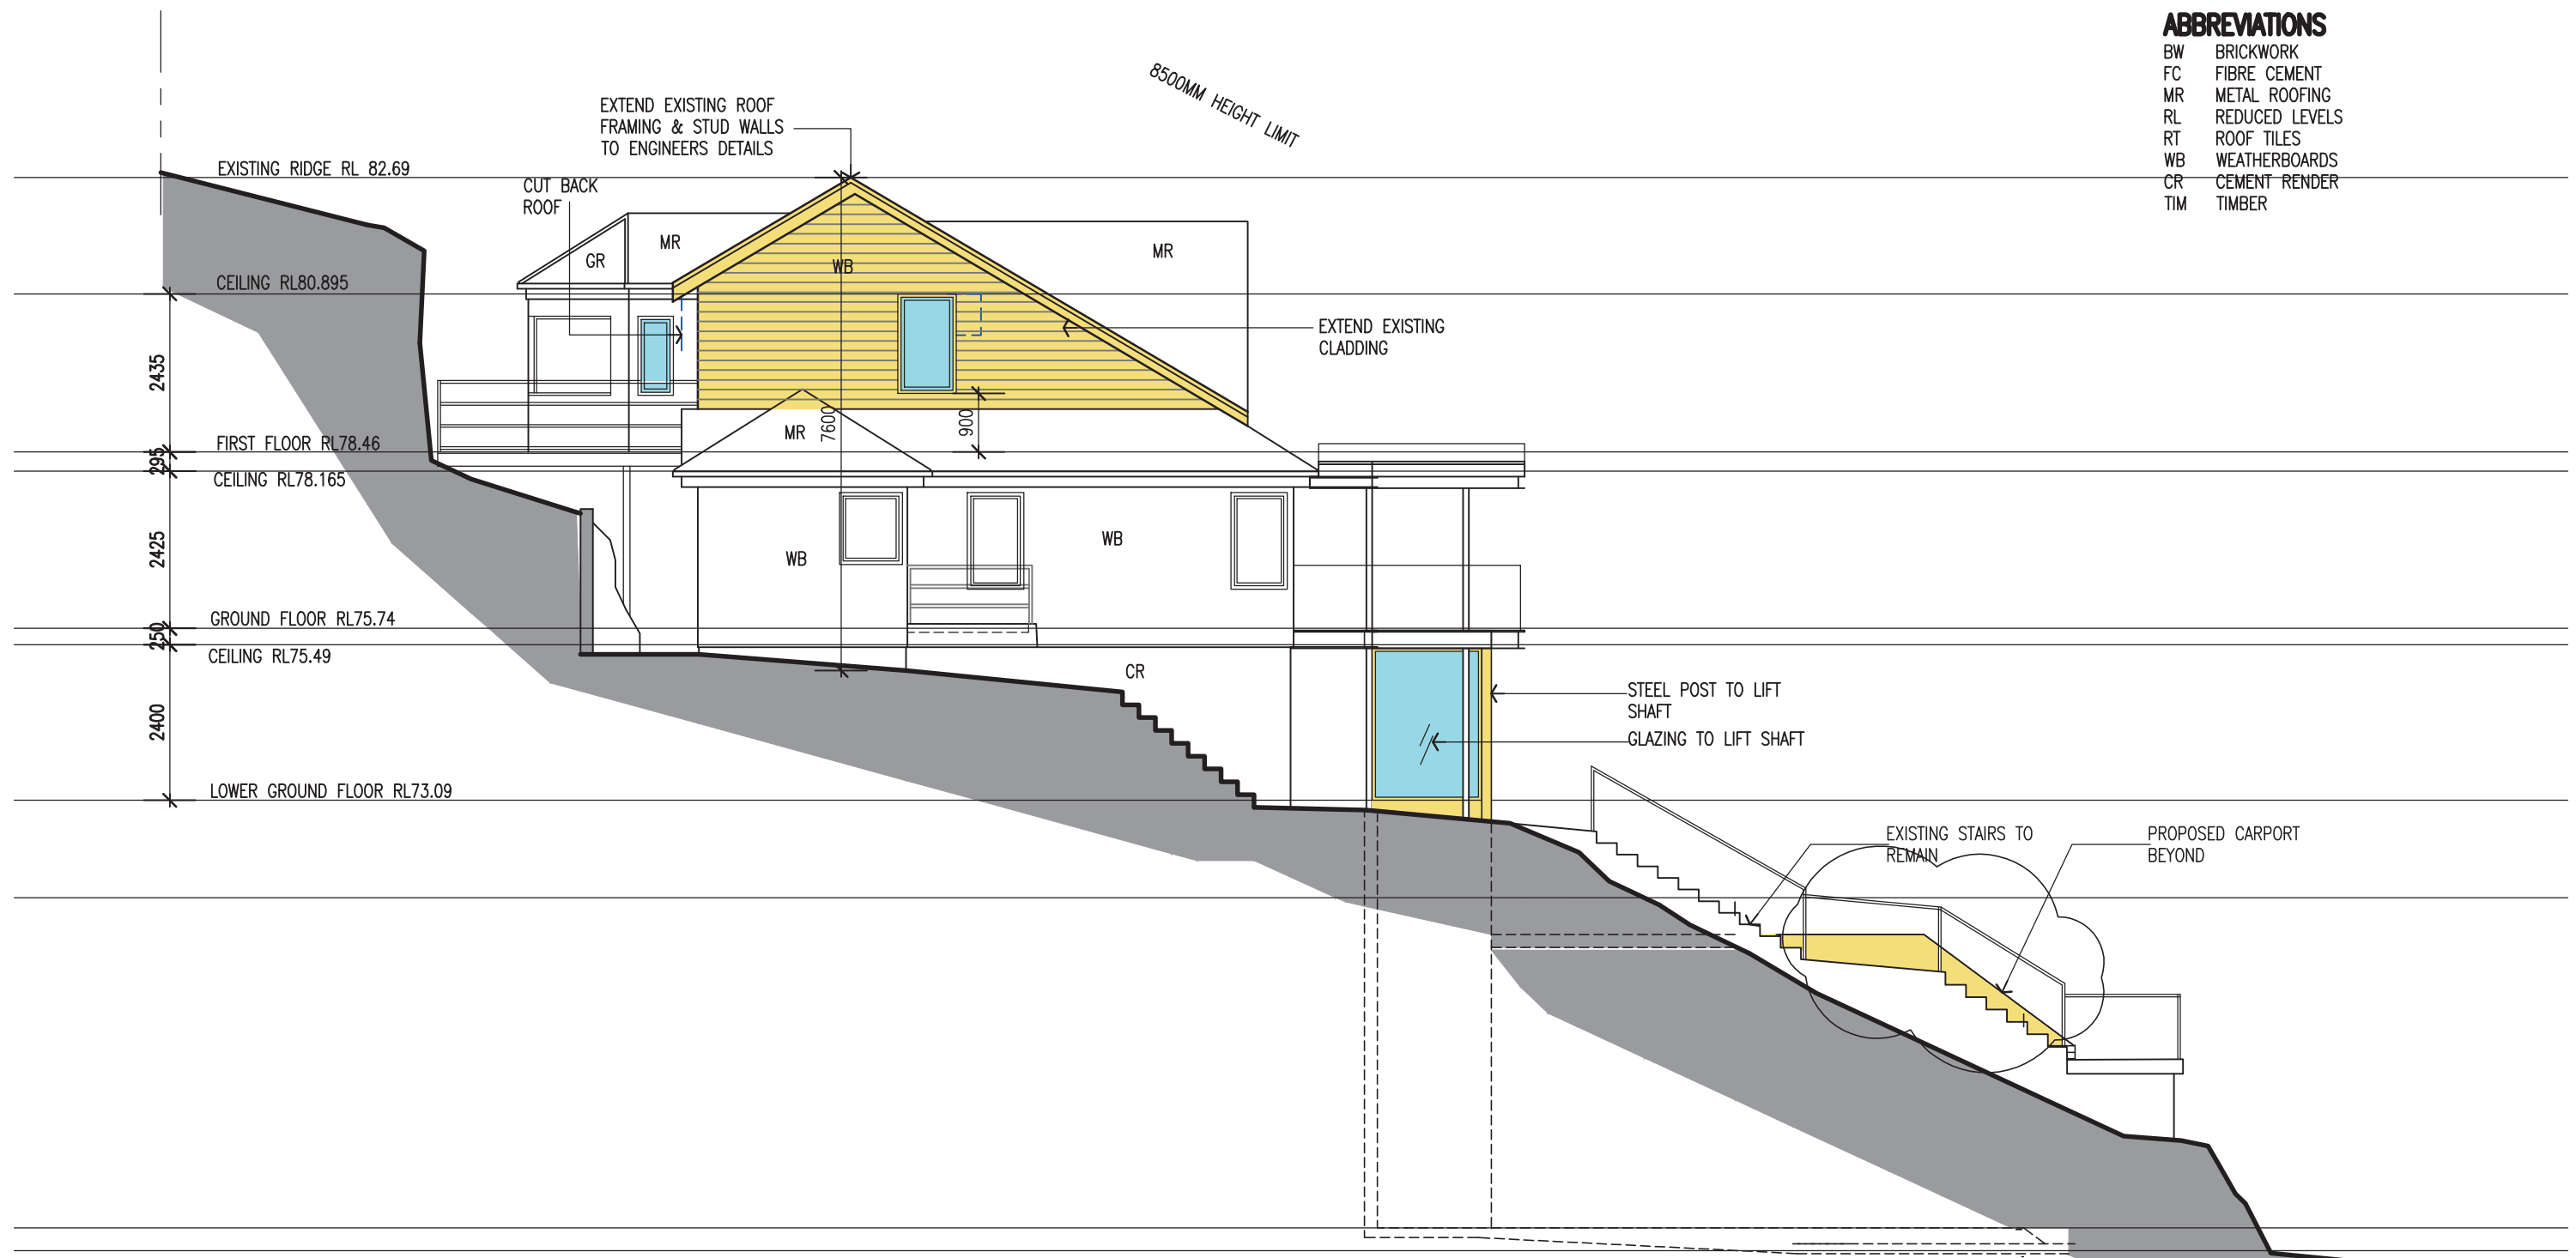 ABBREVIATIONS
BW BRICKWORK
FC FIBRE CEMENT
MR METAL ROOFING
RL REDUCED LEVELS
RT ROOF TILES
WB WEATHERBOARDS
CR CEMENT RENDER
TIM TIMBER
8500MM HEIGHT LIMIT
EXTEND EXISTING ROOF
FRAMING & STUD WALLS
TO ENGINEERS DETAILS
EXISTING RIDGE RL 82.69
CUT BACK
ROOF
MR
GR
MR
WB
CEILING RL80.895
EXTEND EXISTING
CLADDING
2435
7600
900
MR
FIRST FLOOR RL78.46
295
CEILING RL78.165
2425
WB
WB
GROUND FLOOR RL75.74
250
CEILING RL75.49
CR
STEEL POST TO LIFT
SHAFT
GLAZING TO LIFT SHAFT
2400
LOWER GROUND FLOOR RL73.09
EXISTING STAIRS TO
REMAIN
PROPOSED CARPORT
BEYOND